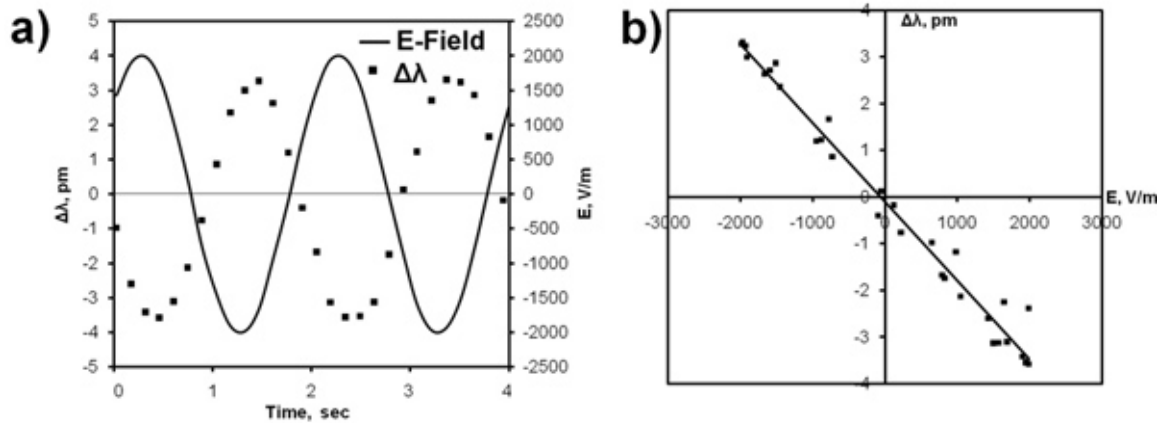 a)
E-Field
Δλ
5
4
3
2
1
0
-1
-2
-3
-4
-5
Δλ, pm
2500
2000
1500
1000
500
0
-500
-1000
-1500
-2000
-2500
E, V/m
0 1 2 3 4
Time, sec
b)
Δλ, pm
4
3
2
1
0
-1
-2
-3
-4
-3000 -2000 -1000 0 1000 2000 3000
E, V/m